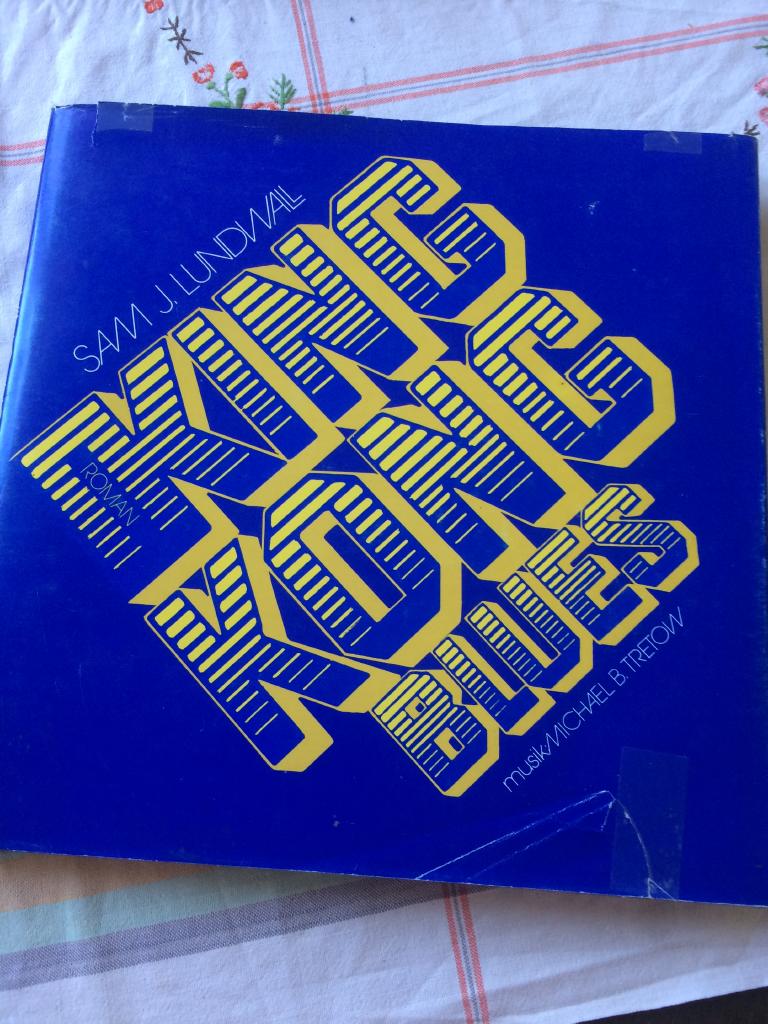 SAM J. LUNDWALL
KING
KONG
BLUES
ROMAN
musik MICHAEL B. TRETOW